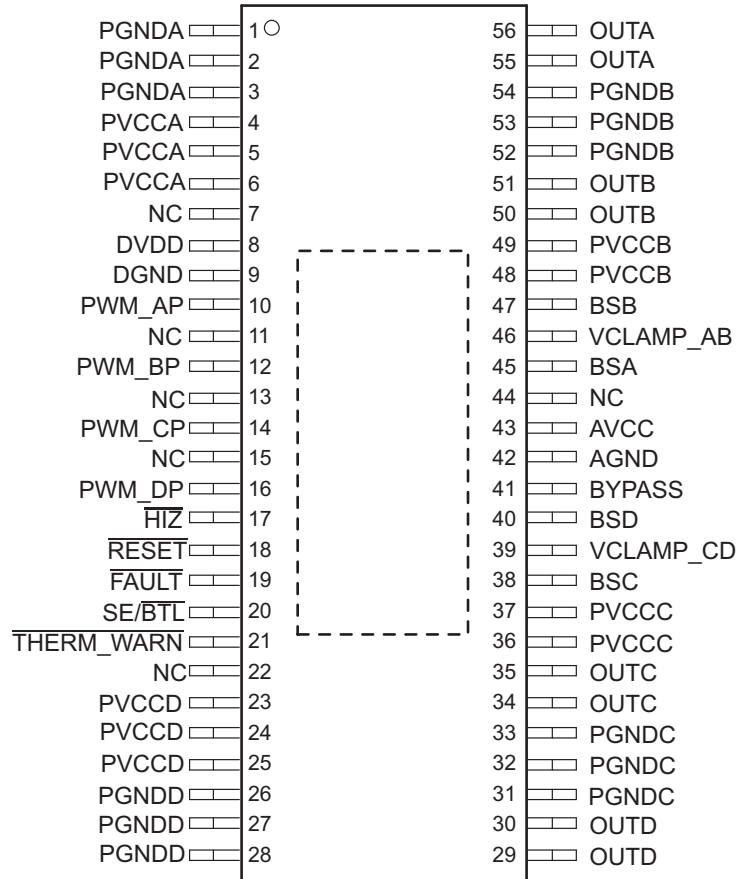 PGNDA 1 56 OUTA
PGNDA 2 55 OUTA
PGNDA 3 54 PGNDB
PVCCA 4 53 PGNDB
PVCCA 5 52 PGNDB
PVCCA 6 51 OUTB
NC 7 50 OUTB
DVDD 8 49 PVCCB
DGND 9 48 PVCCB
PWM_AP 10 47 BSB
NC 11 46 VCLAMP_AB
PWM_BP 12 45 BSA
NC 13 44 NC
PWM_CP 14 43 AVCC
NC 15 42 AGND
PWM_DP 16 41 BYPASS
HIZ 17 40 BSD
RESET 18 39 VCLAMP_CD
FAULT 19 38 BSC
SE/BTL 20 37 PVCCC
THERM_WARN 21 36 PVCCC
NC 22 35 OUTC
PVCCD 23 34 OUTC
PVCCD 24 33 PGNDC
PVCCD 25 32 PGNDC
PGNDD 26 31 PGNDC
PGNDD 27 30 OUTD
PGNDD 28 29 OUTD